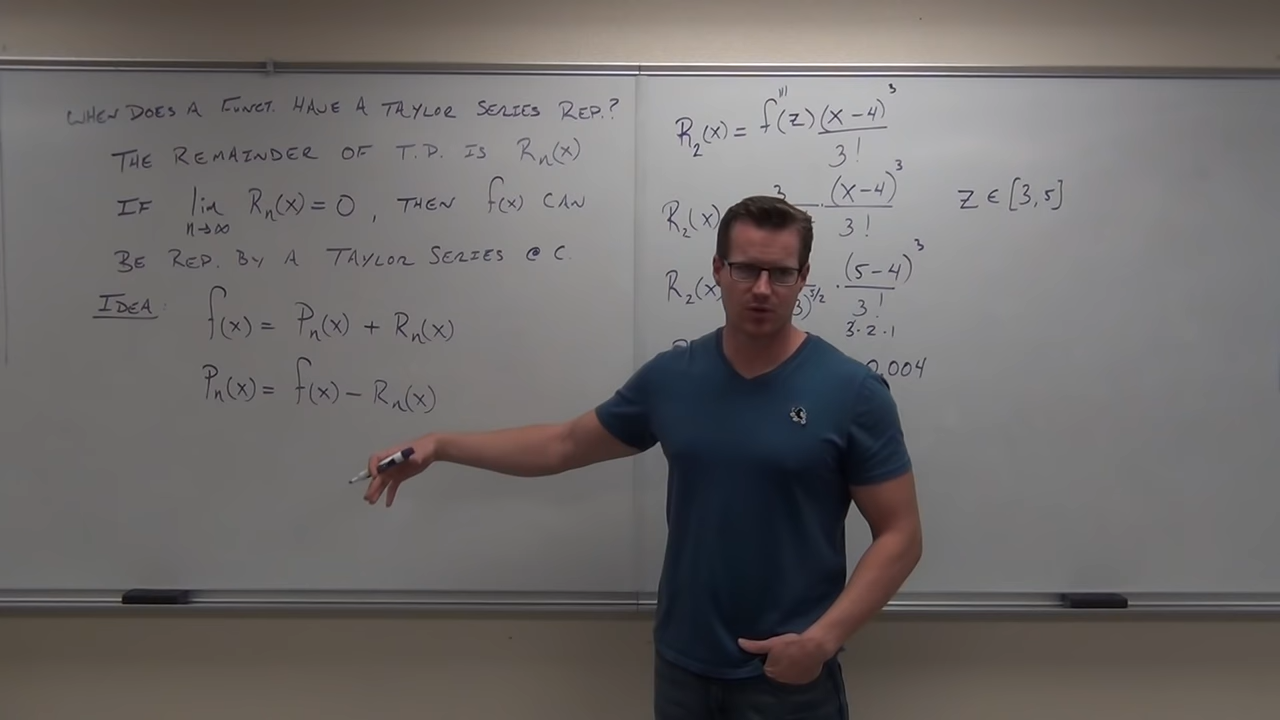 WHEN DOES A FUNCT. HAVE A TAYLOR SERIES REP.?
THE REMAINDER OF T.P. IS Rₙ(x)
IF lim n→∞ Rₙ(x) = 0, THEN f(x) CAN
BE REP. BY A TAYLOR SERIES @ C.
IDEA: f(x) = Pₙ(x) + Rₙ(x)
Pₙ(x) = f(x) − Rₙ(x)
R₂(x) = f'''(z)(x−4)³ / 3!
R₂(x) 3 · (x−4)³ / 3! z ∈ [3,5]
R₂(x 3)^5/2 · (5−4)³ / 3!
3·2·1
0.004